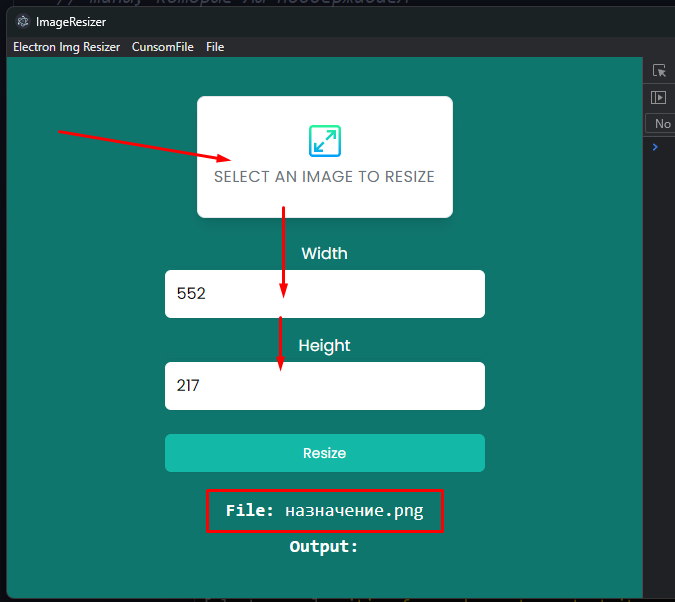 ImageResizer
Electron Img Resizer CunsomFile File
No
SELECT AN IMAGE TO RESIZE
Width
552
Height
217
Resize
File: назначение.png
Output: